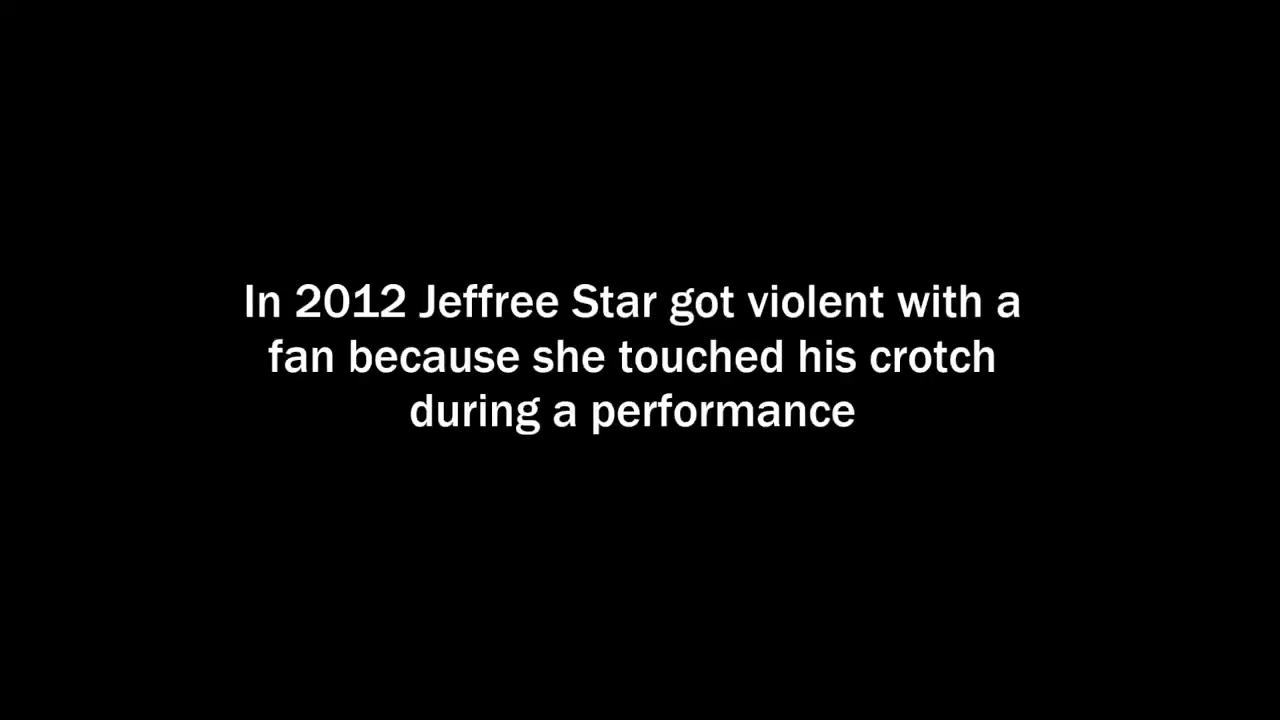 In 2012 Jeffree Star got violent with a
fan because she touched his crotch
during a performance